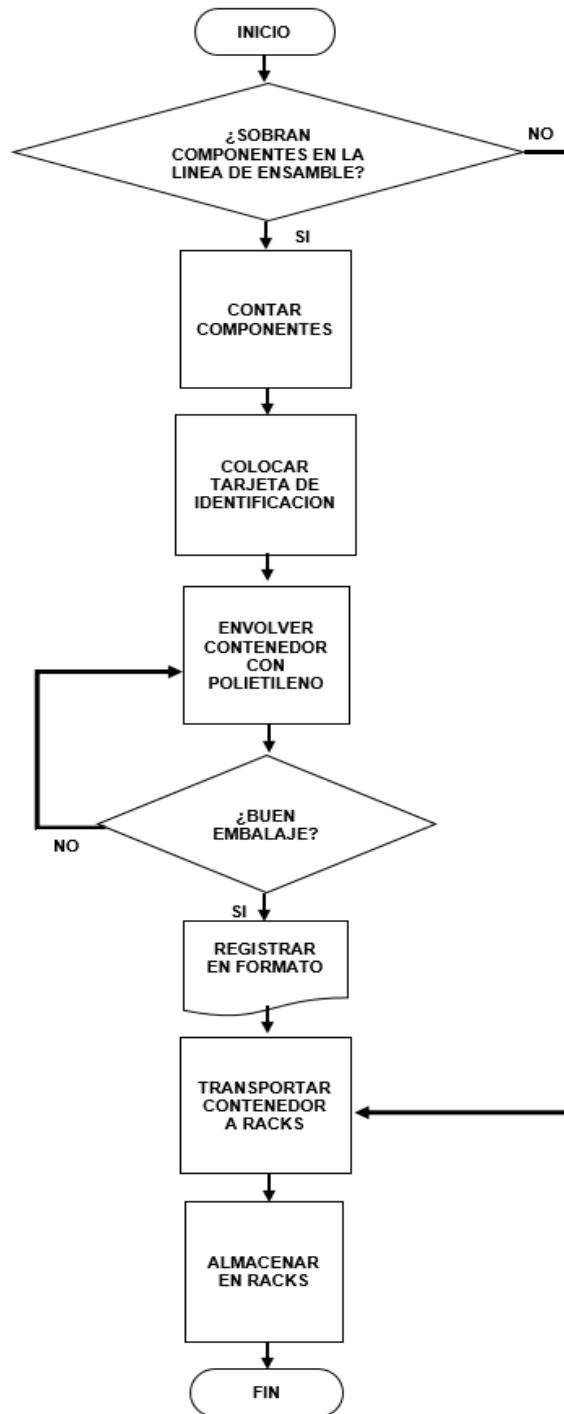 INICIO
¿SOBRAN
COMPONENTES EN LA
LINEA DE ENSAMBLE?
NO
SI
CONTAR
COMPONENTES
COLOCAR
TARJETA DE
IDENTIFICACION
ENVOLVER
CONTENEDOR
CON
POLIETILENO
¿BUEN
EMBALAJE?
NO
SI
REGISTRAR
EN FORMATO
TRANSPORTAR
CONTENEDOR
A RACKS
ALMACENAR
EN RACKS
FIN